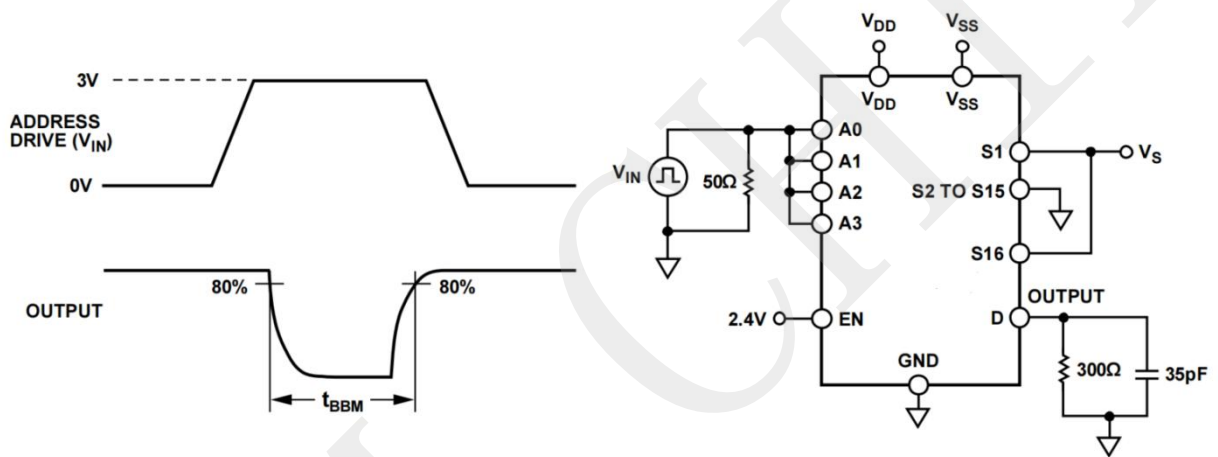 3V
ADDRESS
DRIVE (VIN)
0V
80%
80%
OUTPUT
tBBM
VDD
VSS
VDD
VSS
A0
A1
A2
A3
VIN
50Ω
S1
VS
S2 TO S15
S16
OUTPUT
D
2.4V
EN
GND
300Ω
35pF